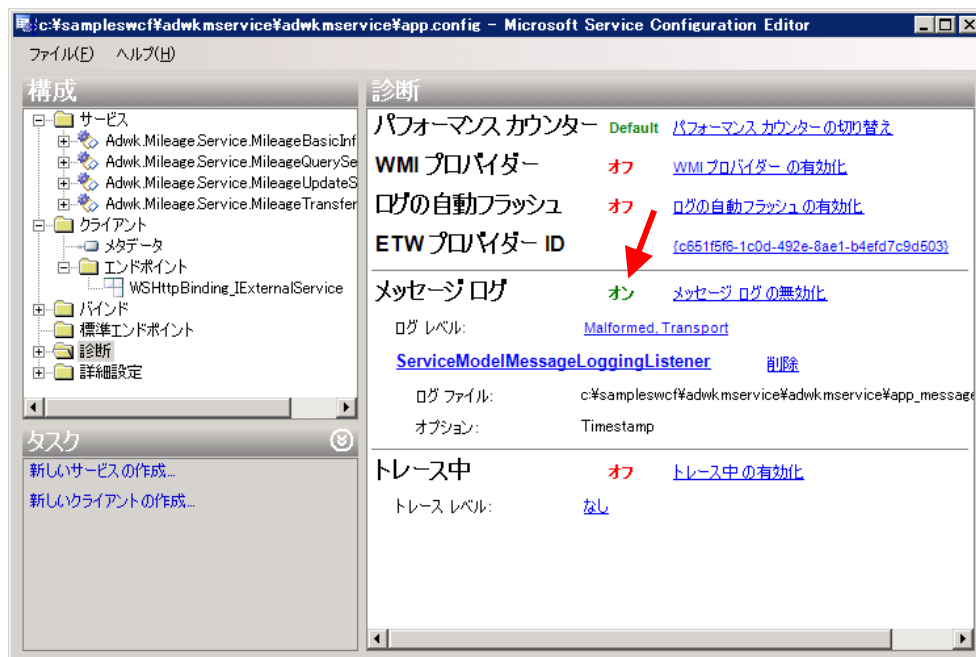 c:¥sampleswcf¥adwkmservice¥adwkmservice¥app.config - Microsoft Service Configuration Editor
ファイル(F) ヘルプ(H)
構成
サービス
Adwk.Mileage.Service.MileageBasicInf
Adwk.Mileage.Service.MileageQuerySe
Adwk.Mileage.Service.MileageUpdateS
Adwk.Mileage.Service.MileageTransfer
クライアント
メタデータ
エンドポイント
WSHttpBinding_IExternalService
バインド
標準エンドポイント
診断
詳細設定
タスク
新しいサービスの作成...
新しいクライアントの作成...
診断
パフォーマンス カウンター Default パフォーマンス カウンターの切り替え
WMI プロバイダー オフ WMI プロバイダー の有効化
ログの自動フラッシュ オフ ログの自動フラッシュ の有効化
ETW プロバイダー ID {c651f5f6-1c0d-492e-8ae1-b4efd7c9d503}
メッセージ ログ オン メッセージ ログ の無効化
ログ レベル: Malformed, Transport
ServiceModelMessageLoggingListener 削除
ログ ファイル: c:¥sampleswcf¥adwkmservice¥adwkmservice¥app_message
オプション: Timestamp
トレース中 オフ トレース中 の有効化
トレース レベル: なし